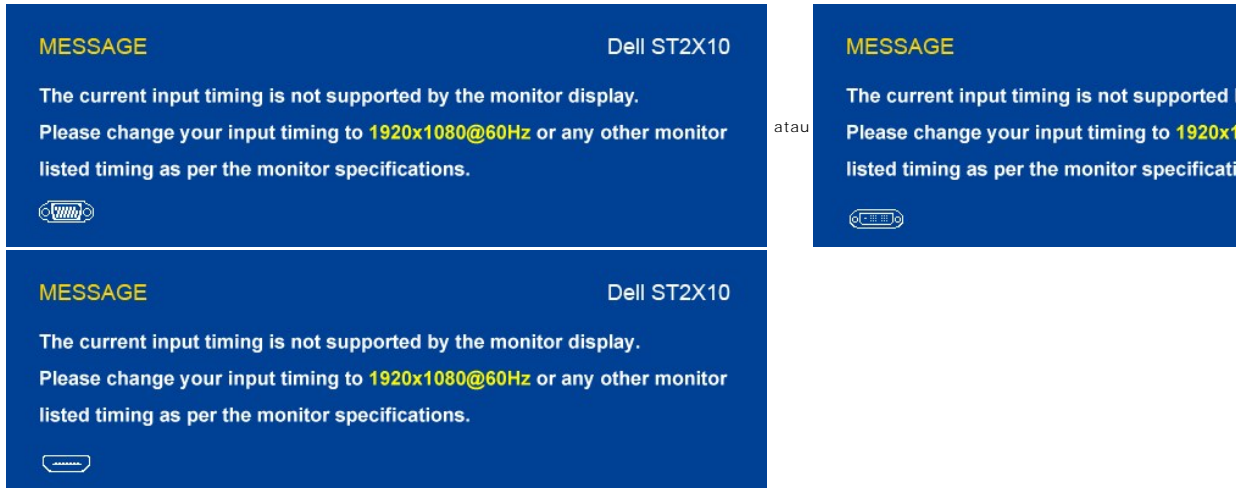 MESSAGE Dell ST2X10
The current input timing is not supported by the monitor display.
Please change your input timing to 1920x1080@60Hz or any other monitor
listed timing as per the monitor specifications.
atau
MESSAGE
The current input timing is not supported
Please change your input timing to 1920x
listed timing as per the monitor
MESSAGE Dell ST2X10
The current input timing is not supported by the monitor display.
Please change your input timing to 1920x1080@60Hz or any other monitor
listed timing as per the monitor specifications.